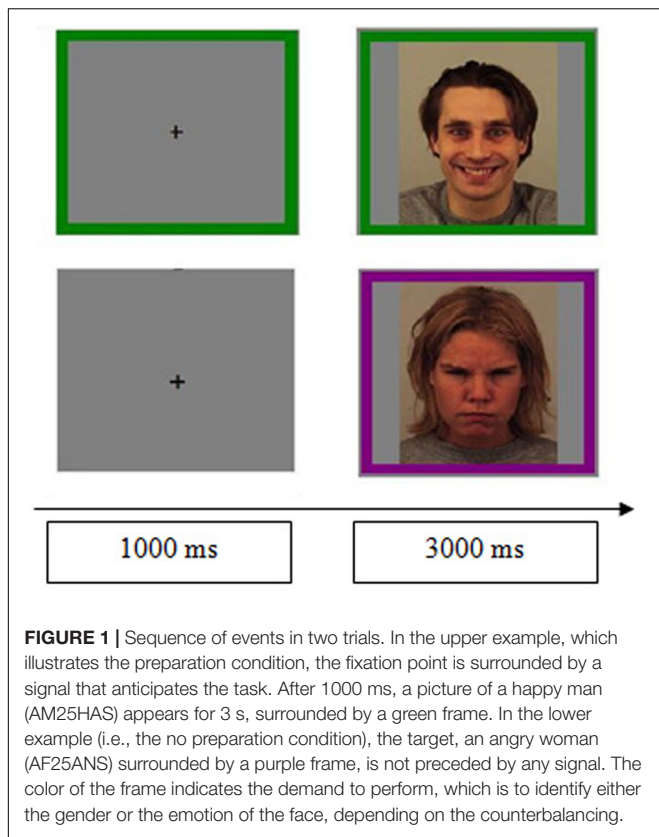 1000 ms
3000 ms
FIGURE 1 | Sequence of events in two trials. In the upper example, which
illustrates the preparation condition, the fixation point is surrounded by a
signal that anticipates the task. After 1000 ms, a picture of a happy man
(AM25HAS) appears for 3 s, surrounded by a green frame. In the lower
example (i.e., the no preparation condition), the target, an angry woman
(AF25ANS) surrounded by a purple frame, is not preceded by any signal. The
color of the frame indicates the demand to perform, which is to identify either
the gender or the emotion of the face, depending on the counterbalancing.